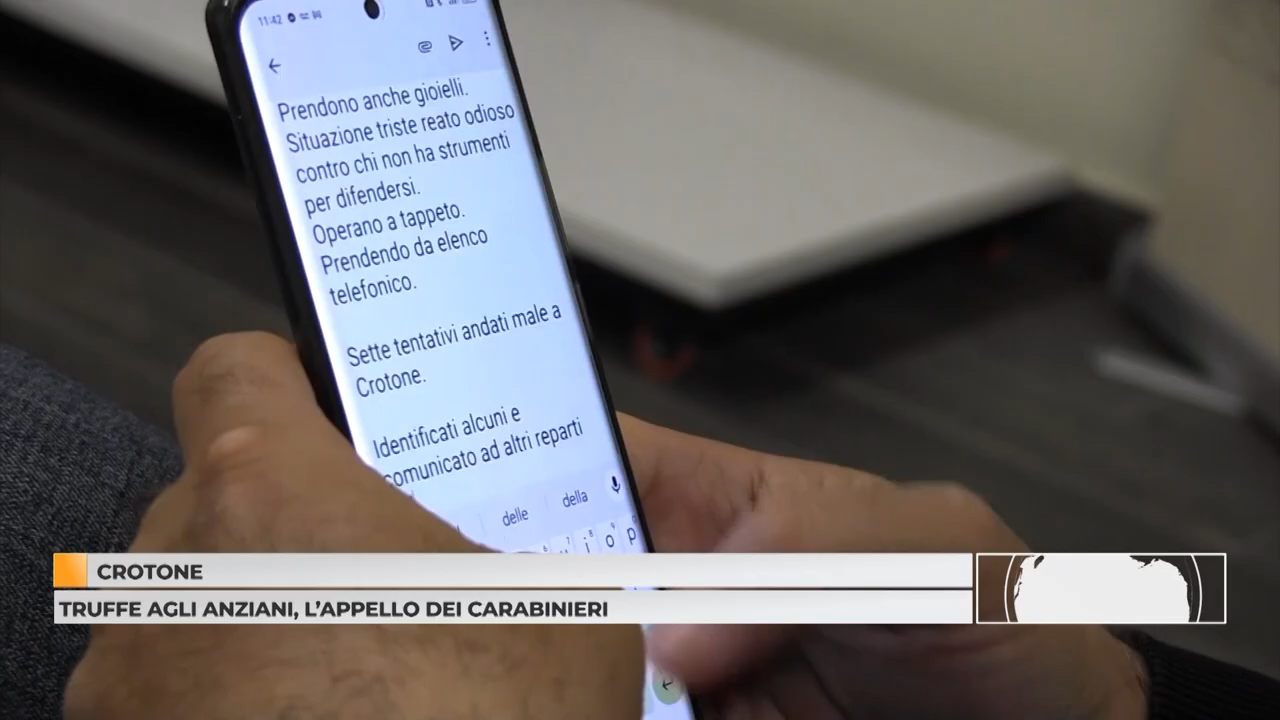 11:42
Prendono anche gioielli.
Situazione triste reato odioso
contro chi non ha strumenti
per difendersi.
Operano a tappeto.
Prendendo da elenco
telefonico.
Sette tentativi andati male a
Crotone.
Identificati alcuni e
comunicato ad altri reparti
delle
della
i
o
p
CROTONE
TRUFFE AGLI ANZIANI, L'APPELLO DEI CARABINIERI